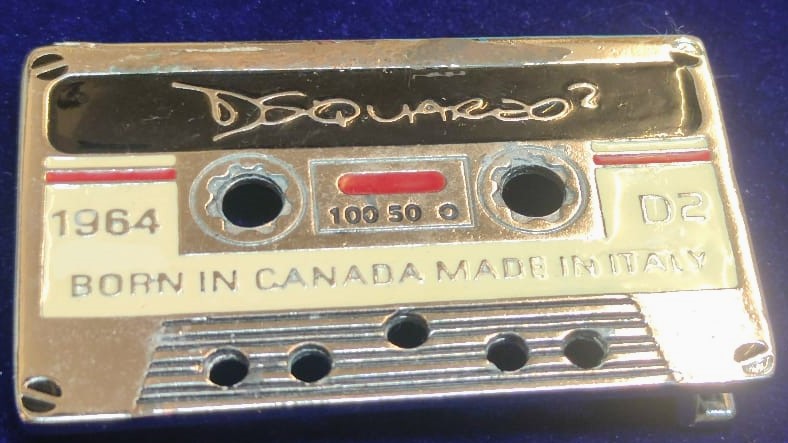 DSQUARED²
1964
100 50 0
D2
BORN IN CANADA MADE IN ITALY